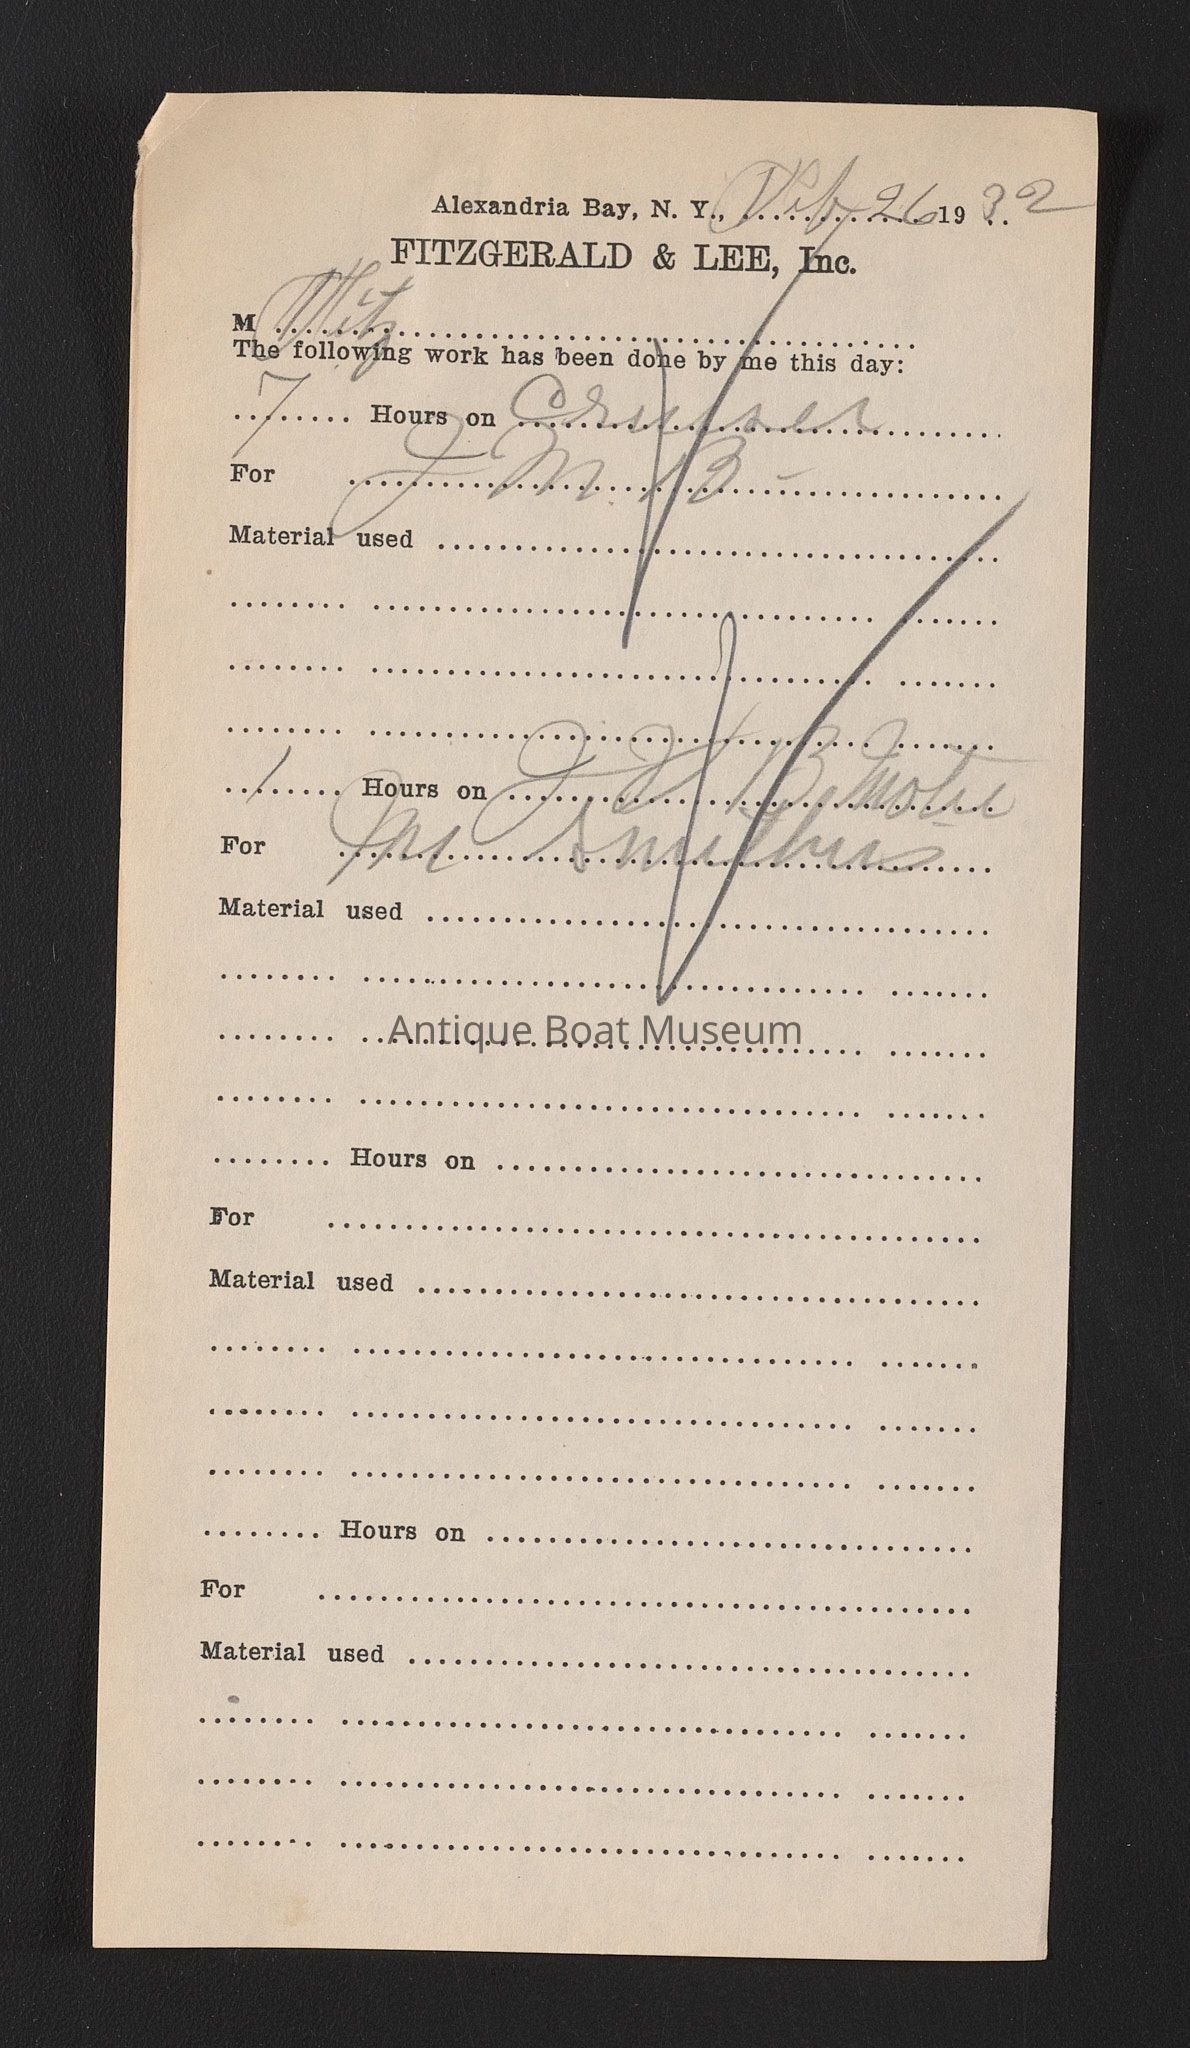 Alexandria Bay, N. Y., Feb 26 1932
FITZGERALD & LEE, Inc.
M
The following work has been done by me this day:
7 Hours on Cruiser
For F M B
Material used
1 Hours on B Motor
For Mr
Material used
Antique Boat Museum
Hours on
For
Material used
Hours on
For
Material used